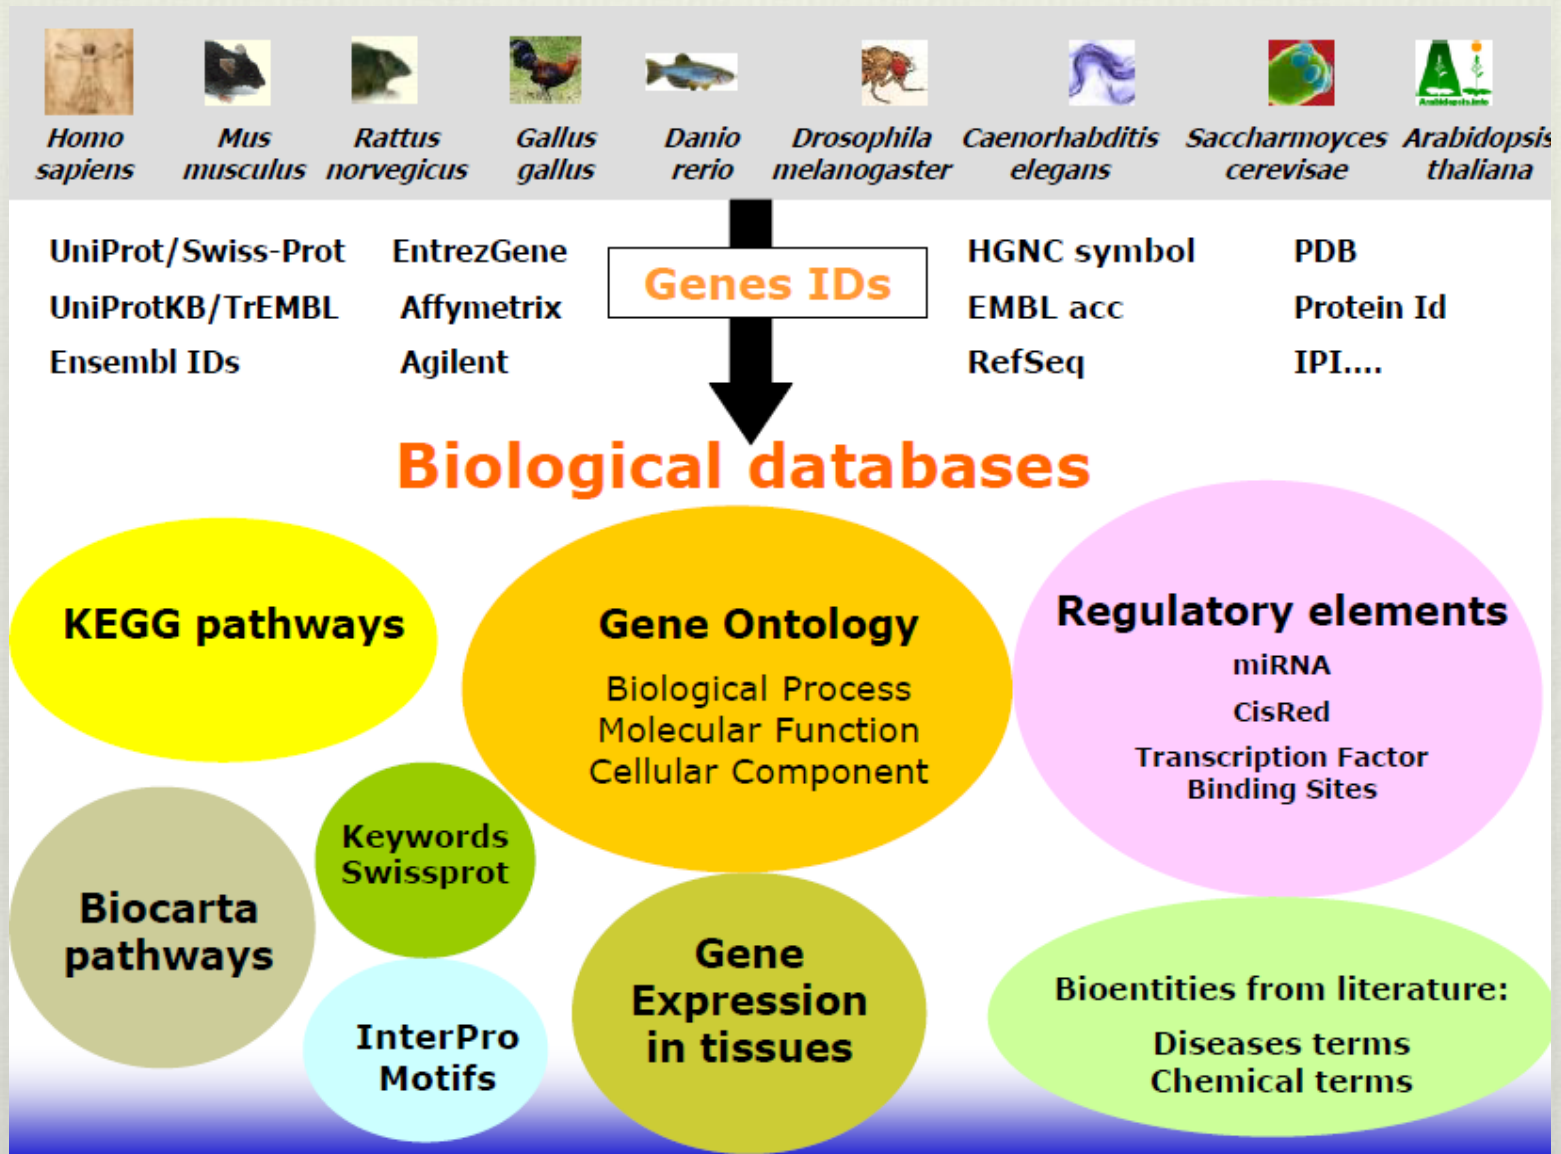 Arabidopsis.info
Homo
sapiens
Mus
musculus
Rattus
norvegicus
Gallus
gallus
Danio
rerio
Drosophila
melanogaster
Caenorhabditis
elegans
Saccharmoyces
cerevisae
Arabidopsis
thaliana
UniProt/Swiss-Prot
UniProtKB/TrEMBL
Ensembl IDs
EntrezGene
Affymetrix
Agilent
Genes IDs
HGNC symbol
EMBL acc
RefSeq
PDB
Protein Id
IPI....
Biological databases
KEGG pathways
Gene Ontology
Biological Process
Molecular Function
Cellular Component
Regulatory elements
miRNA
CisRed
Transcription Factor
Binding Sites
Keywords
Swissprot
Biocarta
pathways
InterPro
Motifs
Gene
Expression
in tissues
Bioentities from literature:
Diseases terms
Chemical terms